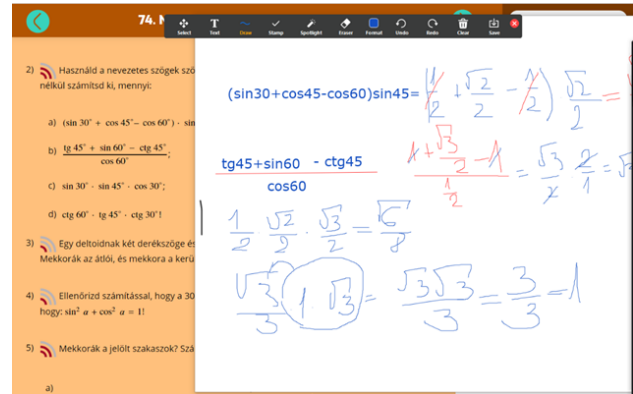 74.
Select Text Draw Stamp Spotlight Eraser Format Undo Redo Clear Save
2) Használd a nevezetes szögek szö
nélkül számítsd ki, mennyi:
a) (sin 30° + cos 45° − cos 60°) · sin
b) (tg 45° + sin 60° − ctg 45°) / cos 60°;
c) sin 30° · sin 45° · cos 30°;
d) ctg 60° · tg 45° · ctg 30°!
3) Egy deltoidnak két derékszöge és
Mekkorák az átlói, és mekkora a kerü
4) Ellenőrizd számítással, hogy a 30
hogy: sin² α + cos² α = 1!
5) Mekkorák a jelölt szakaszok? Szá
a)
(sin30+cos45-cos60)sin45= (1/2 + √2/2 - 1/2) √2/2 =
tg45+sin60 - ctg45
cos60
(1 + √3/2 - 1) / (1/2) = √3/2 · 2/1 = √
1/2 · √2/2 · √3/2 = √6/8
√3/3 · 1 · √3 = √3√3/3 = 3/3 = 1